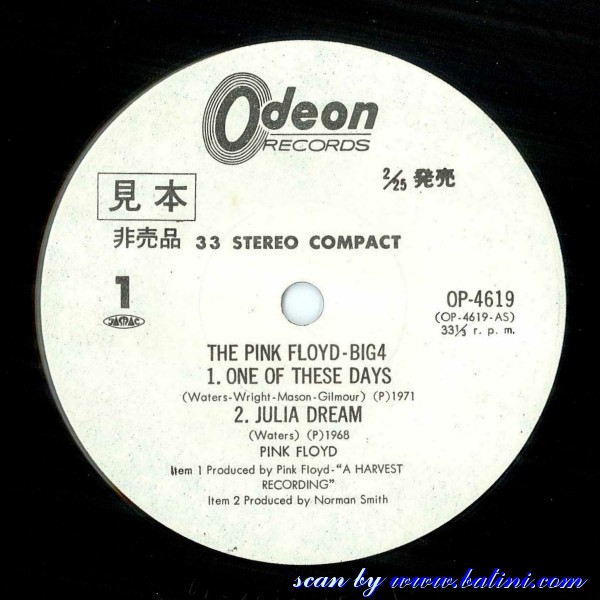 Odeon
RECORDS
2/25 発売
見本
非売品 33 STEREO COMPACT
1
JASRAC
OP-4619
(OP-4619-AS)
33⅓ r. p. m.
THE PINK FLOYD-BIG4
1. ONE OF THESE DAYS
(Waters-Wright-Mason-Gilmour) (P)1971
2. JULIA DREAM
(Waters) (P)1968
PINK FLOYD
Item 1 Produced by Pink Floyd-“A HARVEST
RECORDING”
Item 2 Produced by Norman Smith
scan by www.batini.com